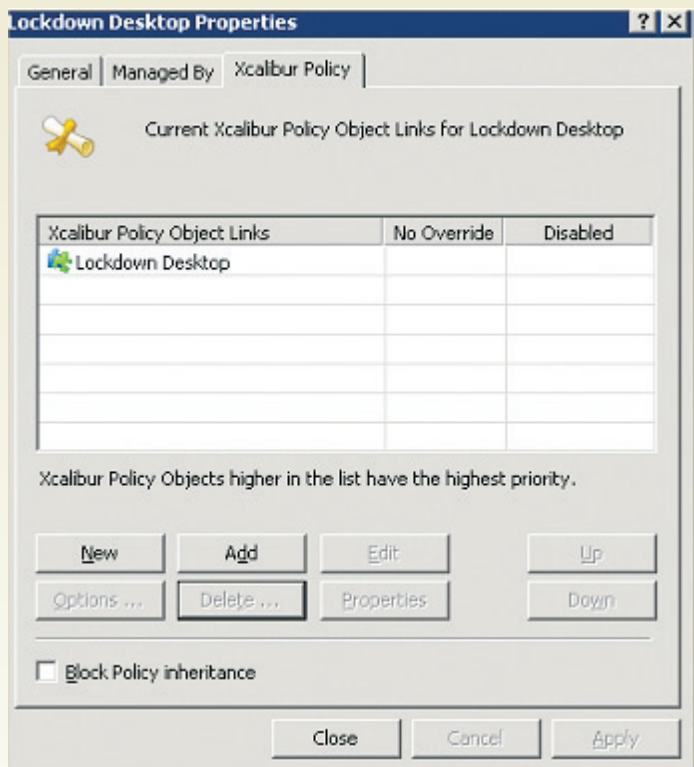 Lockdown Desktop Properties
General Managed By Xcalibur Policy
Current Xcalibur Policy Object Links for Lockdown Desktop
Xcalibur Policy Object Links No Override Disabled
Lockdown Desktop
Xcalibur Policy Objects higher in the list have the highest priority.
New Add Edit Up
Options ... Delete ... Properties Down
Block Policy inheritance
Close Cancel Apply